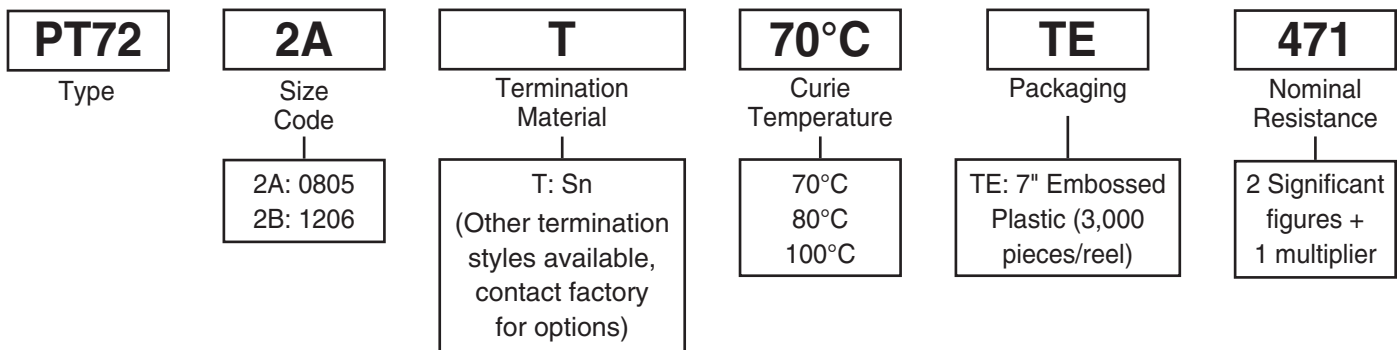 PT72
2A
T
70°C
TE
471
Type
Size
Code
Termination
Material
Curie
Temperature
Packaging
Nominal
Resistance
2A: 0805
2B: 1206
T: Sn
(Other termination
styles available,
contact factory
for options)
70°C
80°C
100°C
TE: 7" Embossed
Plastic (3,000
pieces/reel)
2 Significant
figures +
1 multiplier